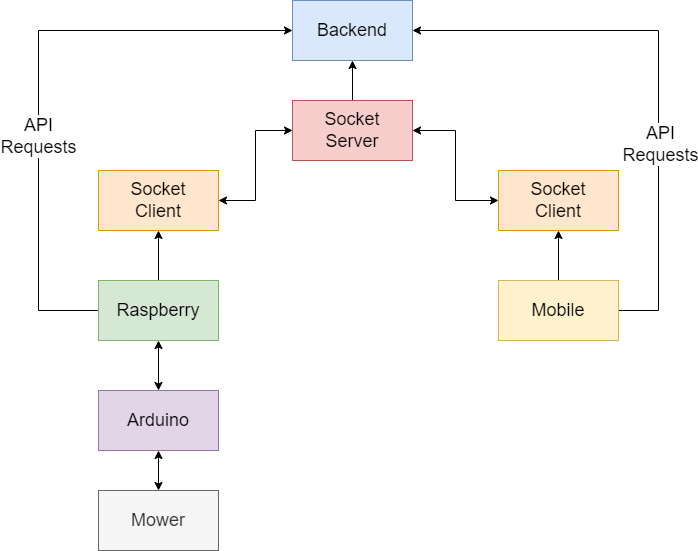 Backend
API
Requests
Socket
Server
API
Requests
Socket
Client
Socket
Client
Raspberry
Mobile
Arduino
Mower